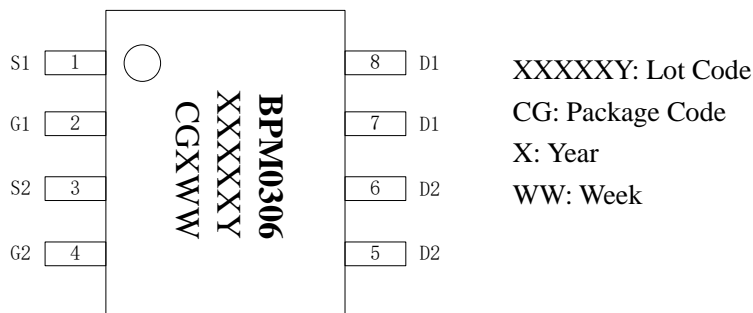 S1 1 8 D1
G1 2 7 D1
S2 3 6 D2
G2 4 5 D2
BPM0306
XXXXXY
CGXWW
XXXXXY: Lot Code
CG: Package Code
X: Year
WW: Week